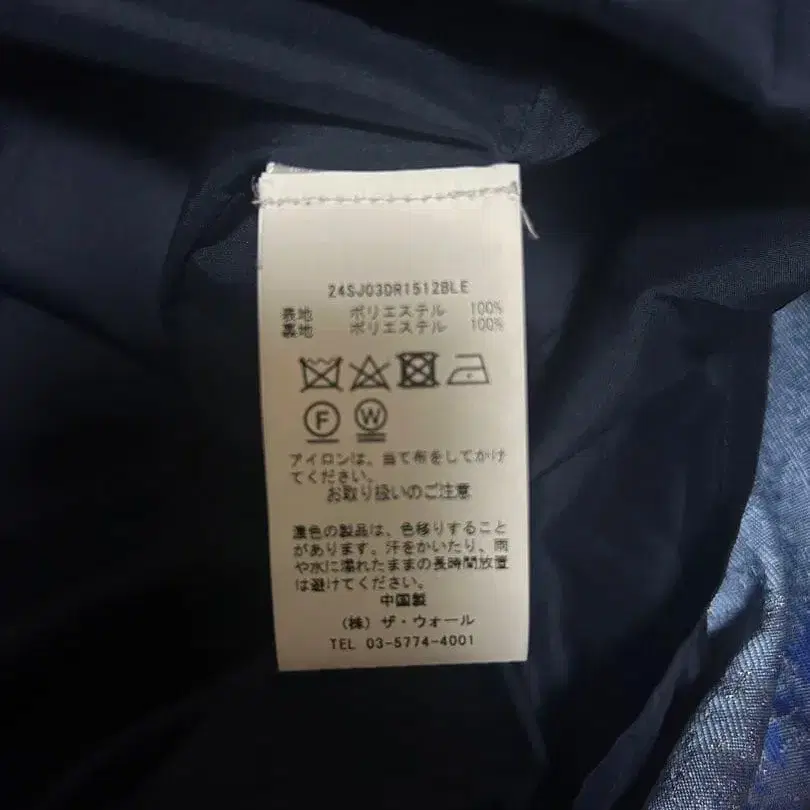 24SJ03DR1512BLE
表地 ポリエステル 100%
裏地 ポリエステル 100%
F W
アイロンは、当て布をしてかけ
てください。
お取り扱いのご注意
濃色の製品は、色移りすること
があります。汗をかいたり、雨
や水に濡れたままの長時間放置
は避けてください。
中国製
(株) ザ・ウォール
TEL 03-5774-4001